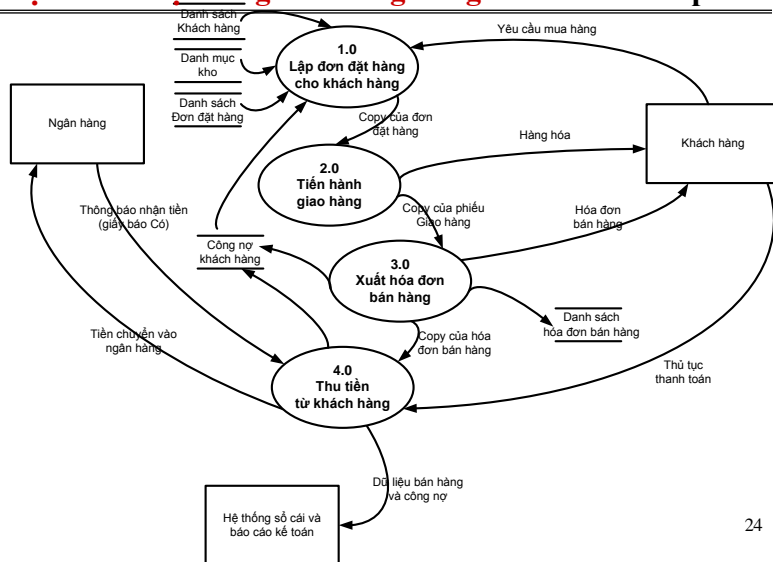 Danh sách
Khách hàng
Yêu cầu mua hàng
1.0
Lập đơn đặt hàng
cho khách hàng
Danh mục
kho
Danh sách
Đơn đặt hàng
Ngân hàng
Copy của đơn
đặt hàng
Hàng hóa
Khách hàng
2.0
Tiến hành
giao hàng
Thông báo nhận tiền
(giấy báo Có)
Copy của phiếu
Giao hàng
Hóa đơn
bán hàng
Công nợ
khách hàng
3.0
Xuất hóa đơn
bán hàng
Danh sách
hóa đơn bán hàng
Tiền chuyển vào
ngân hàng
Copy của hóa
đơn bán hàng
4.0
Thu tiền
từ khách hàng
Thủ tục
thanh toán
Dữ liệu bán hàng
và công nợ
Hệ thống sổ cái và
báo cáo kế toán
24